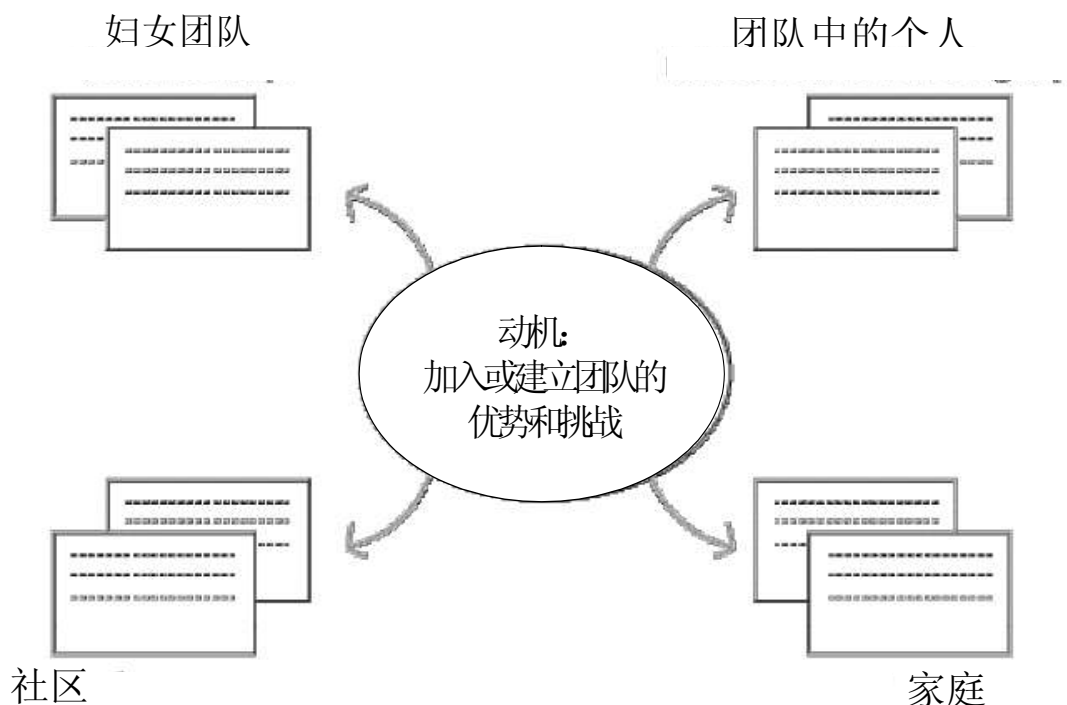 妇女团队
团队中的个人
动机:
加入或建立团队的
优势和挑战
社区
家庭